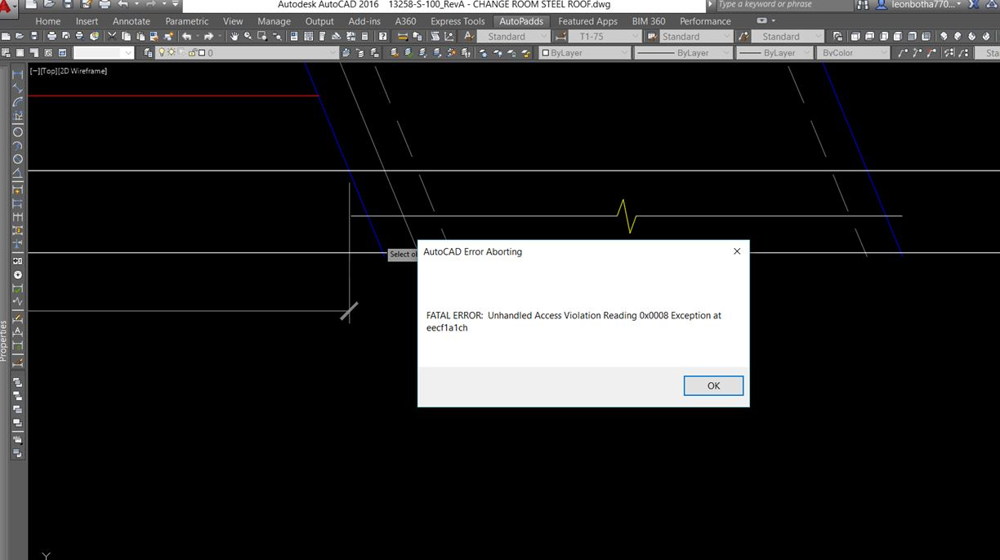 Autodesk AutoCAD 2016 13258-S-100_RevA - CHANGE ROOM STEEL ROOF.dwg
Type a keyword or phrase
leonbotha770...
Home Insert Annotate Parametric View Manage Output Add-ins A360 Express Tools AutoPadds Featured Apps BIM 360 Performance
Standard T1-75 Standard Standard
0 ByLayer ByLayer ByLayer ByColor
[−][Top][2D Wireframe]
Select
AutoCAD Error Aborting
FATAL ERROR: Unhandled Access Violation Reading 0x0008 Exception at
eecf1a1ch
OK
Properties
Y